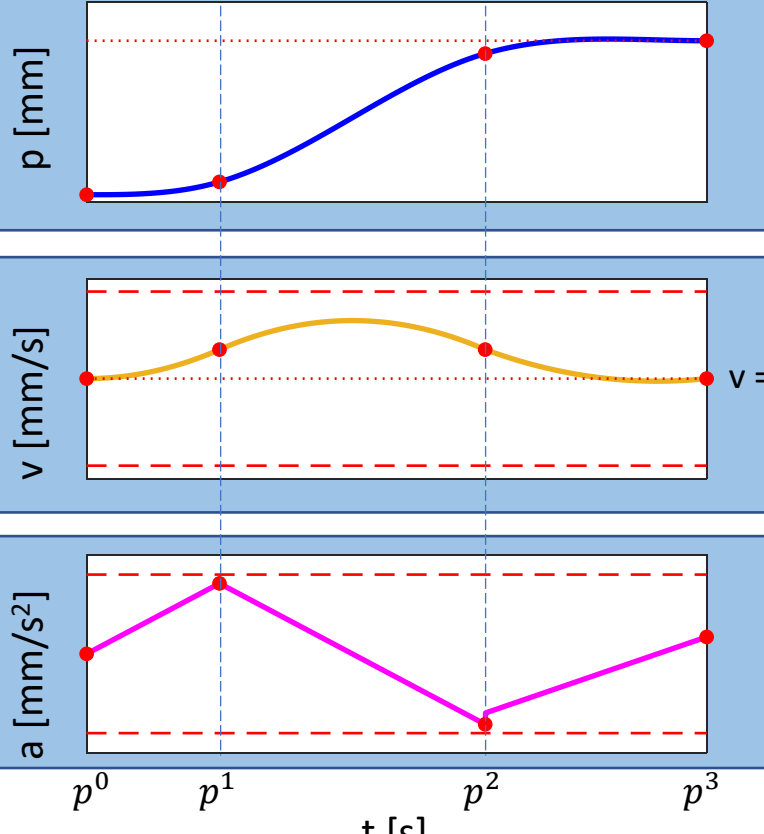 p [mm]
v [mm/s]
v =
a [mm/s²]
p⁰ p¹ p² p³
t [s]